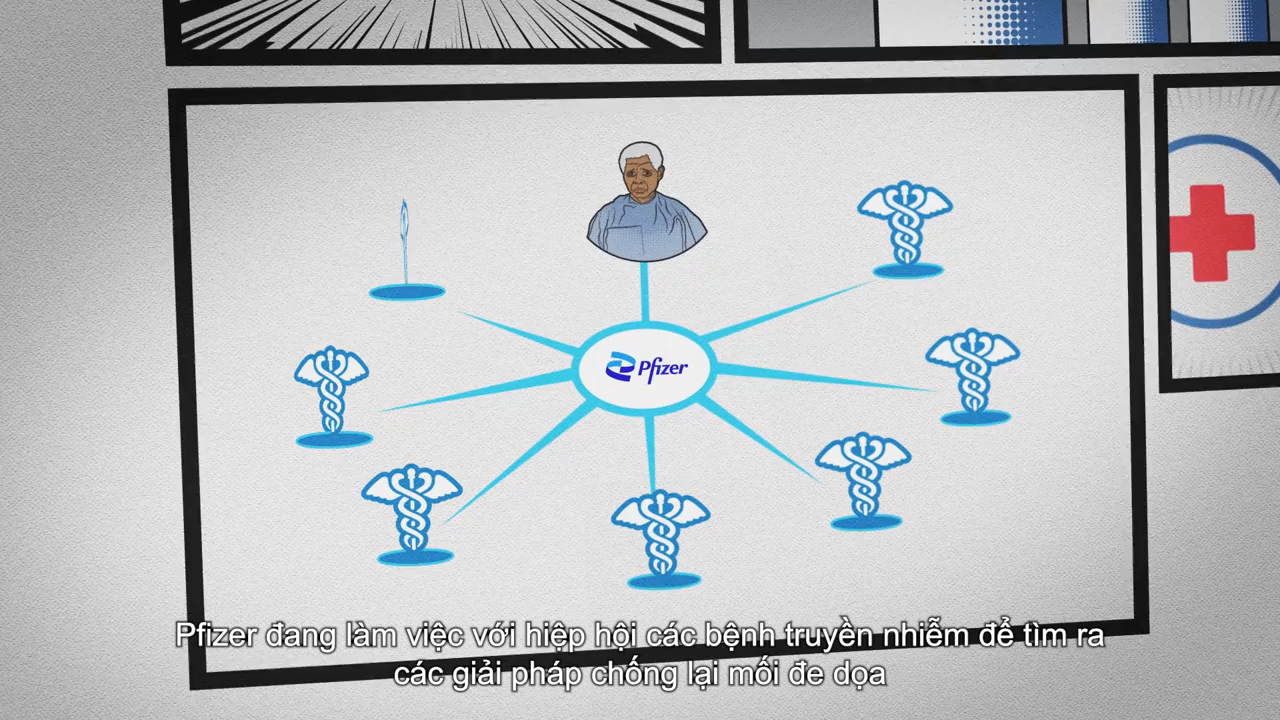 Pfizer
Pfizer đang làm việc với hiệp hội các bệnh truyền nhiễm để tìm ra
các giải pháp chống lại mối đe dọa